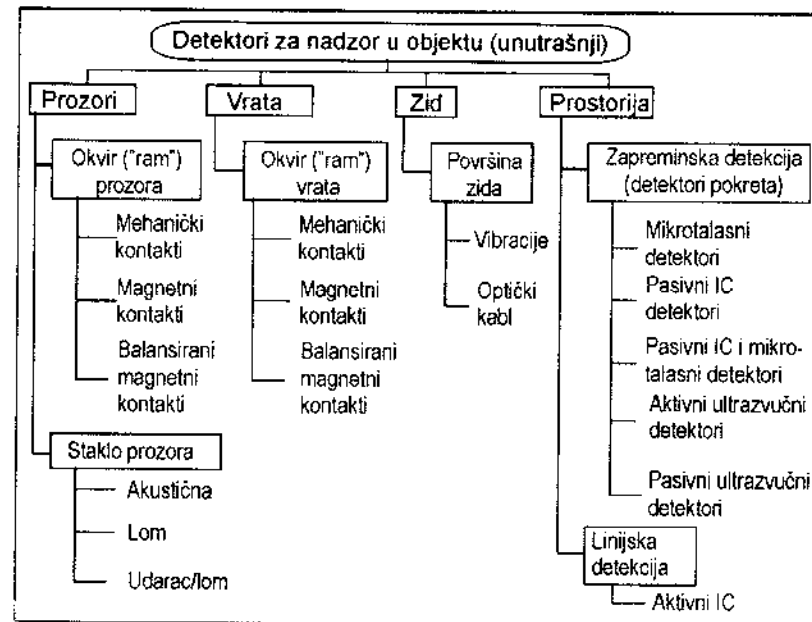 Detektori za nadzor u objektu (unutrašnji)
Prozori
Okvir ("ram")
prozora
Mehanički
kontakti
Magnetni
kontakti
Balansirani
magnetni
kontakti
Staklo prozora
Akustična
Lom
Udarac/lom
Vrata
Okvir ("ram")
vrata
Mehanički
kontakti
Magnetni
kontakti
Balansirani
magnetni
kontakti
Zid
Površina
zida
Vibracije
Optički
kabl
Prostorija
Zapreminska detekcija
(detektori pokreta)
Mikrotalasni
detektori
Pasivni IC
detektori
Pasivni IC i mikro-
talasni detektori
Aktivni ultrazvučni
detektori
Pasivni ultrazvučni
detektori
Linijska
detekcija
Aktivni IC